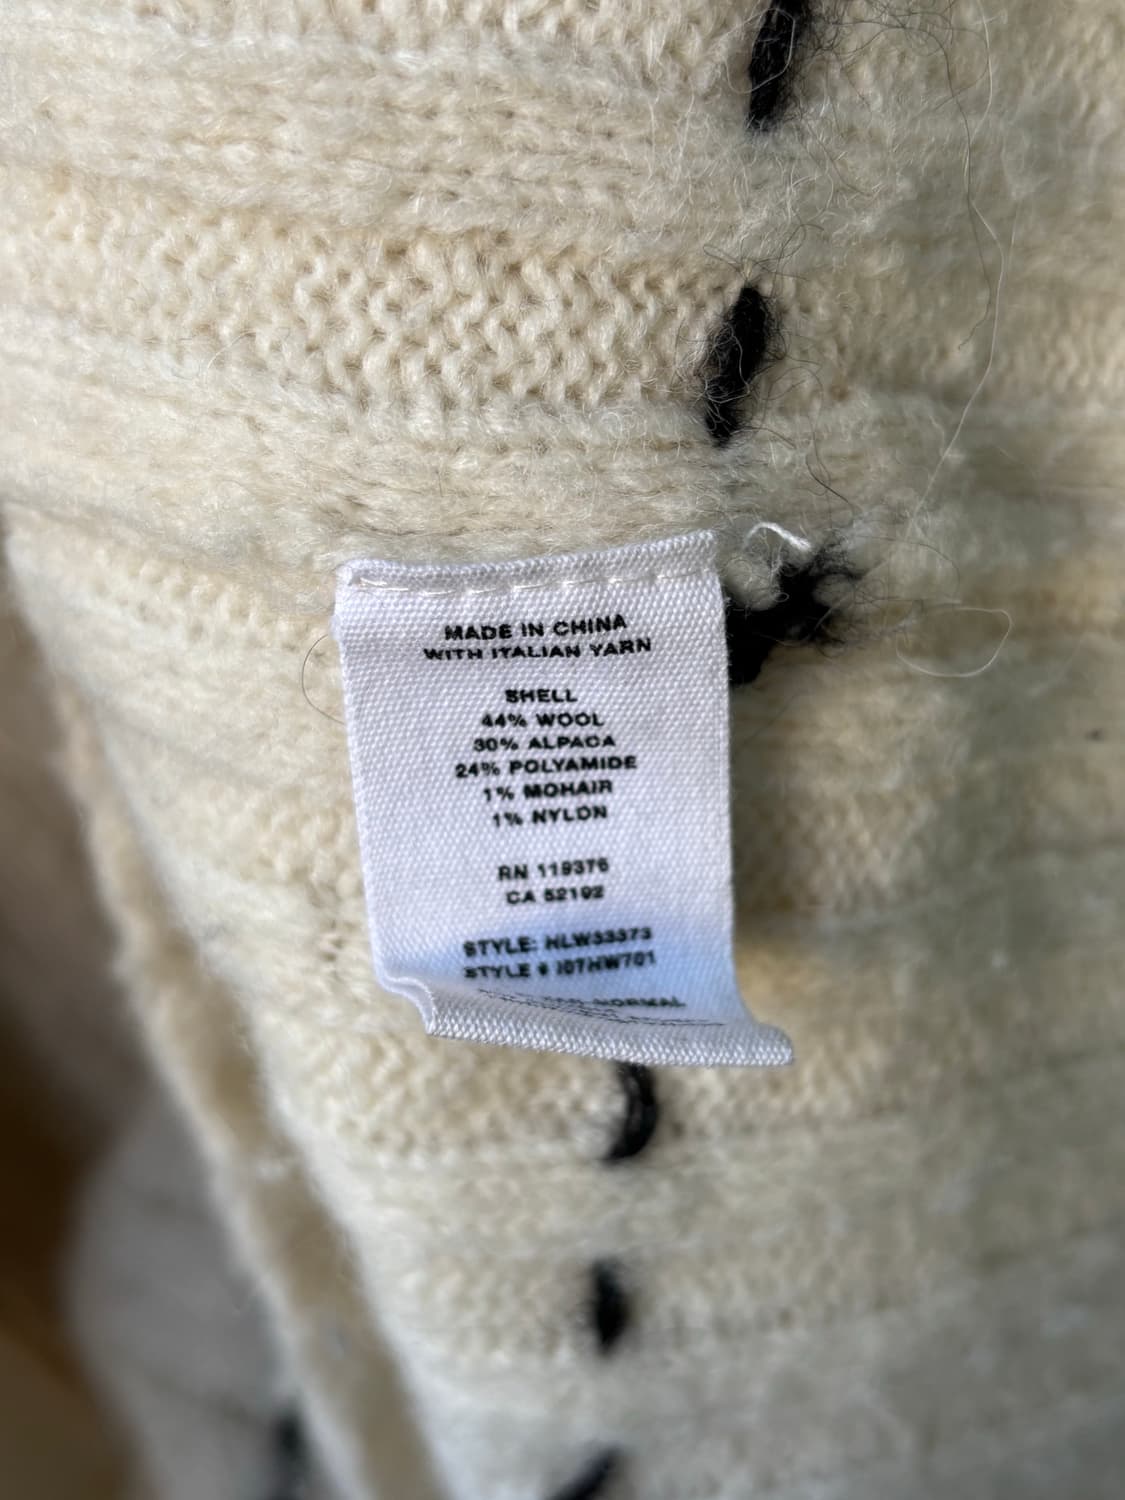 MADE IN CHINA
WITH ITALIAN YARN
SHELL
44% WOOL
30% ALPACA
24% POLYAMIDE
1% MOHAIR
1% NYLON
RN 119376
CA 52192
STYLE: HLW33373
STYLE # I07HW701
NORMAL